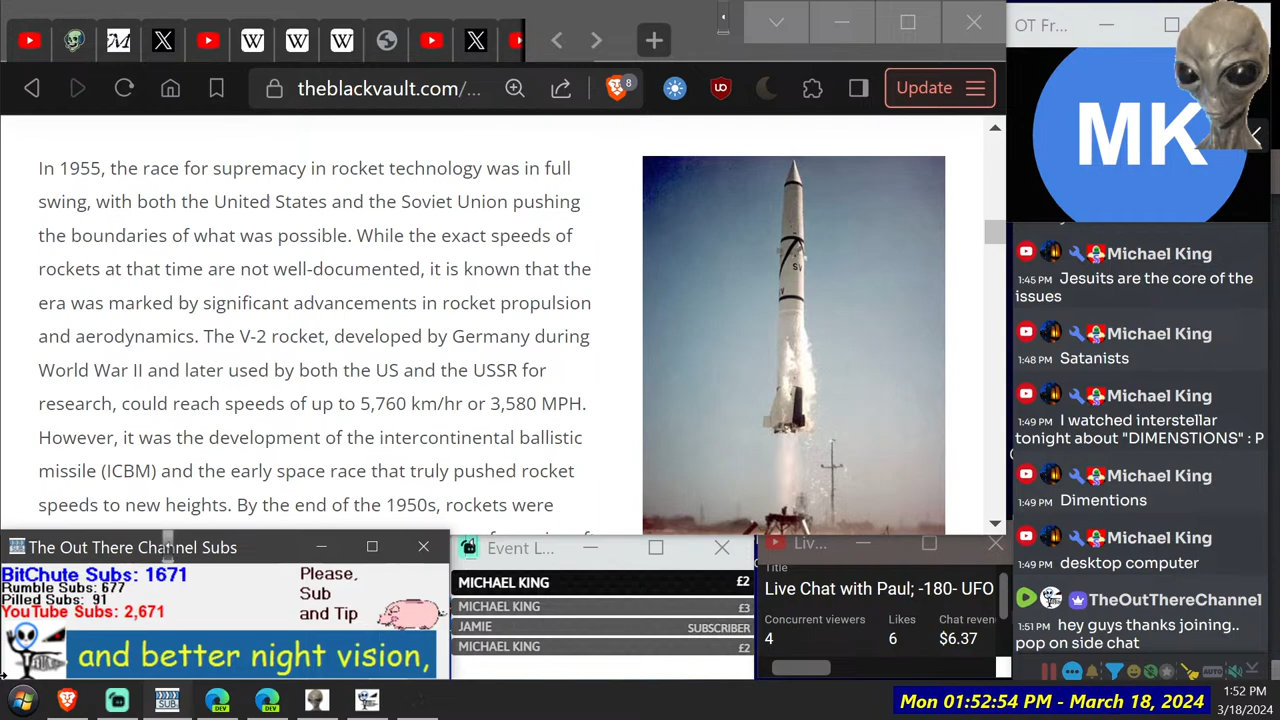 OT Fr...
theblackvault.com/...
8
Update
MK
In 1955, the race for supremacy in rocket technology was in full
swing, with both the United States and the Soviet Union pushing
the boundaries of what was possible. While the exact speeds of
rockets at that time are not well-documented, it is known that the
era was marked by significant advancements in rocket propulsion
and aerodynamics. The V-2 rocket, developed by Germany during
World War II and later used by both the US and the USSR for
research, could reach speeds of up to 5,760 km/hr or 3,580 MPH.
However, it was the development of the intercontinental ballistic
missile (ICBM) and the early space race that truly pushed rocket
speeds to new heights. By the end of the 1950s, rockets were
Michael King
1:45 PM Jesuits are the core of the
issues
Michael King
1:48 PM Satanists
Michael King
1:49 PM I watched interstellar
tonight about "DIMENSTIONS" : P
Michael King
1:49 PM Dimentions
Michael King
1:49 PM desktop computer
TheOutThereChannel
1:51 PM hey guys thanks joining..
pop on side chat
AUTO
The Out There Channel Subs
BitChute Subs: 1671
Rumble Subs: 677
Pilled Subs: 91
YouTube Subs: 2,671
Please,
Sub
and Tip
and better night vision,
Event L...
MICHAEL KING £2
MICHAEL KING £3
JAMIE SUBSCRIBER
MICHAEL KING £2
Liv...
Title
Live Chat with Paul; -180- UFO
Concurrent viewers Likes Chat reven
4 6 $6.37
SUB
DEV
DEV
Mon 01:52:54 PM - March 18, 2024
1:52 PM
3/18/2024